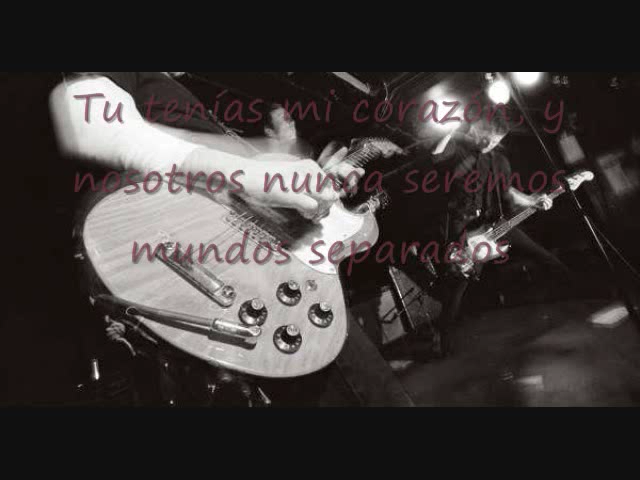 Tu tenías mi corazón, y
nosotros nunca seremos
mundos separados